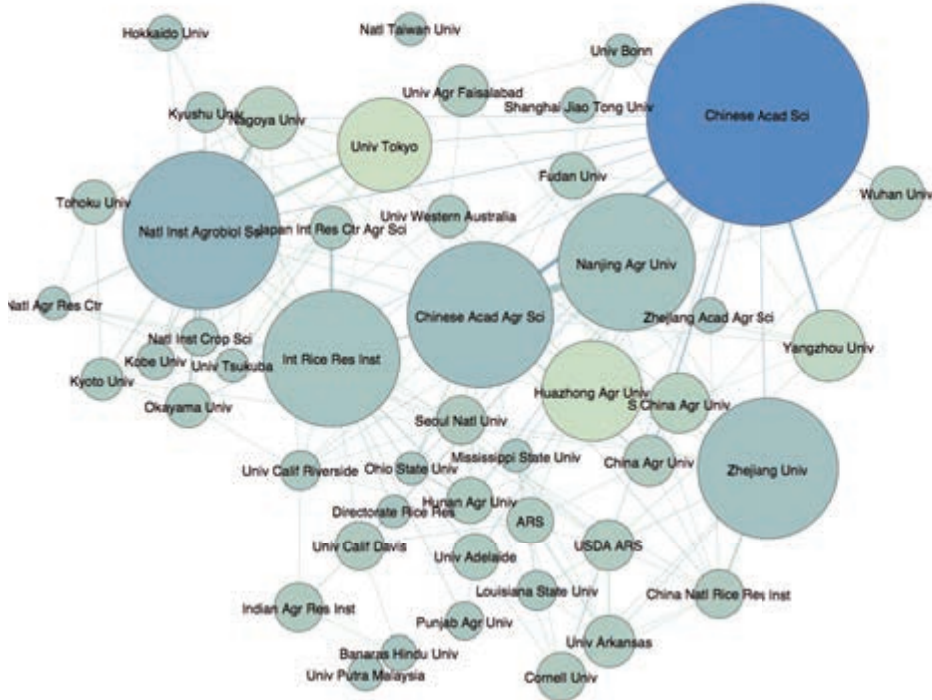 Hokkaido Univ
Natl Taiwan Univ
Univ Bonn
Univ Agr Faisalabad
Shanghai Jiao Tong Univ
Chinese Acad Sci
Kyushu Univ
Nagoya Univ
Univ Tokyo
Fudan Univ
Wuhan Univ
Tohoku Univ
Univ Western Australia
Natl Inst Agrobiol Sci
Japan Int Res Ctr Agr Sci
Nanjing Agr Univ
Natl Agr Res Ctr
Chinese Acad Agr Sci
Zhejiang Acad Agr Sci
Natl Inst Crop Sci
Yangzhou Univ
Int Rice Res Inst
Kobe Univ
Univ Tsukuba
Kyoto Univ
Huazhong Agr Univ
S China Agr Univ
Okayama Univ
Seoul Natl Univ
Mississippi State Univ
China Agr Univ
Univ Calif Riverside
Ohio State Univ
Zhejiang Univ
Hunan Agr Univ
Directorate Rice Res
ARS
Univ Calif Davis
Univ Adelaide
USDA ARS
Louisiana State Univ
China Natl Rice Res Inst
Indian Agr Res Inst
Punjab Agr Univ
Univ Arkansas
Banaras Hindu Univ
Univ Putra Malaysia
Cornell Univ